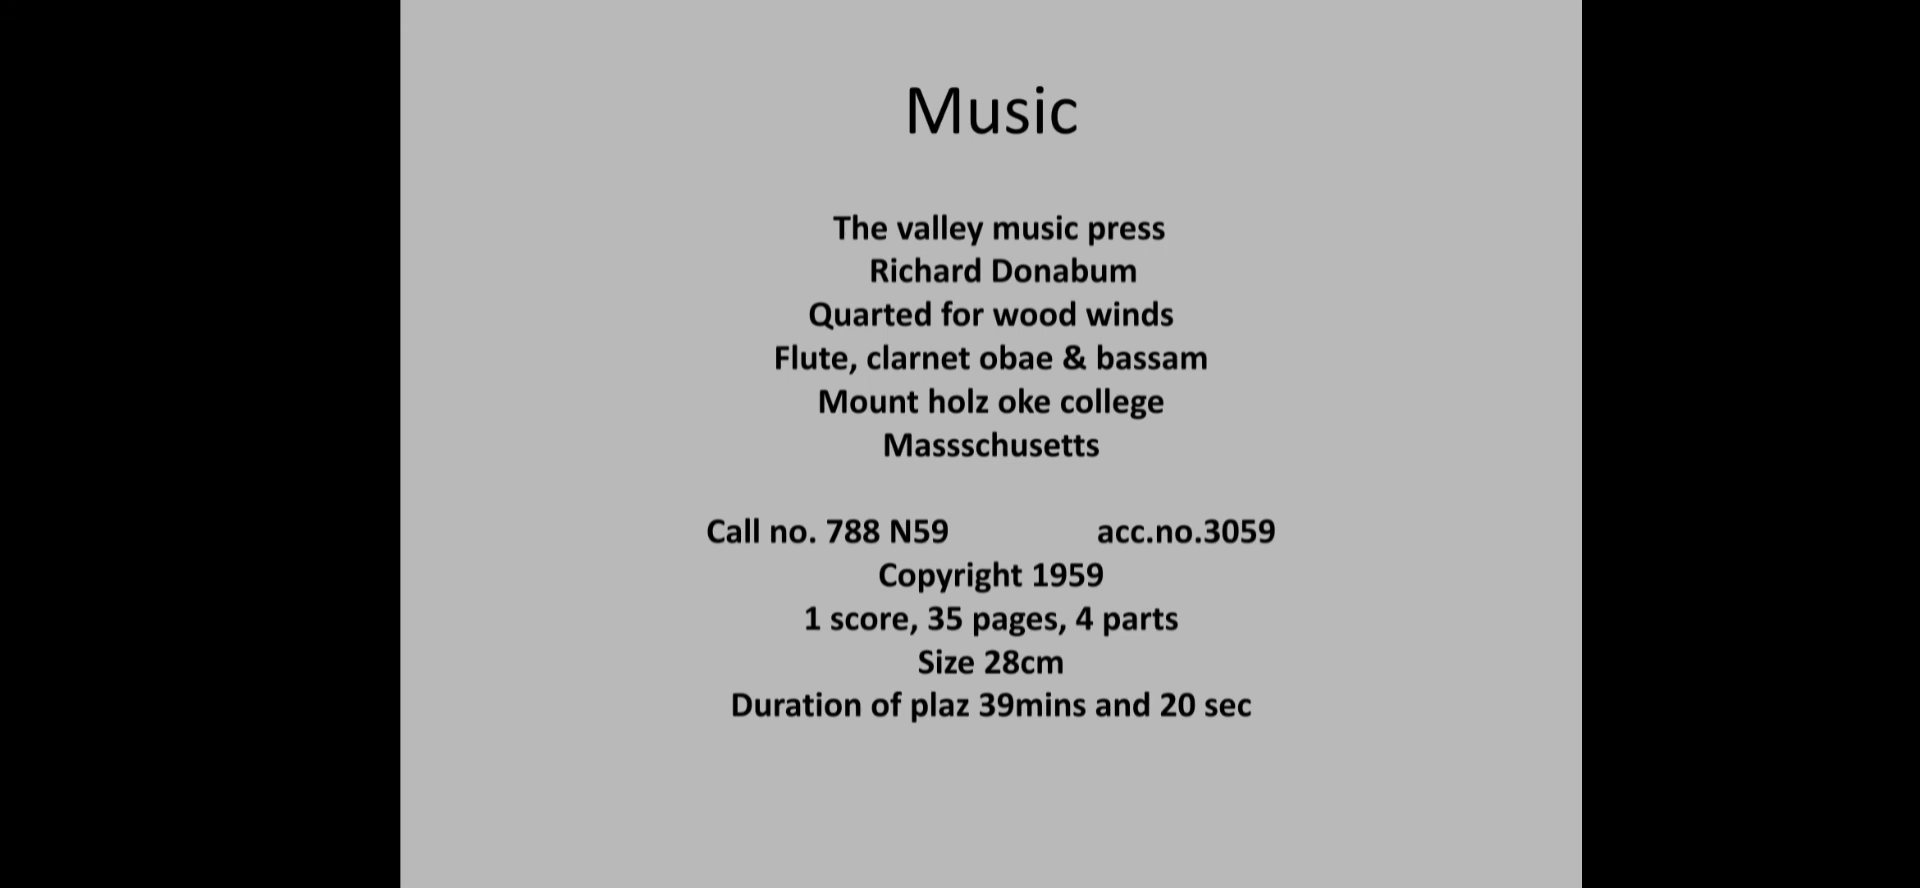 Music
The valley music press
Richard Donabum
Quarted for wood winds
Flute, clarnet obae & bassam
Mount holz oke college
Massschusetts
Call no. 788 N59 acc.no.3059
Copyright 1959
1 score, 35 pages, 4 parts
Size 28cm
Duration of plaz 39mins and 20 sec